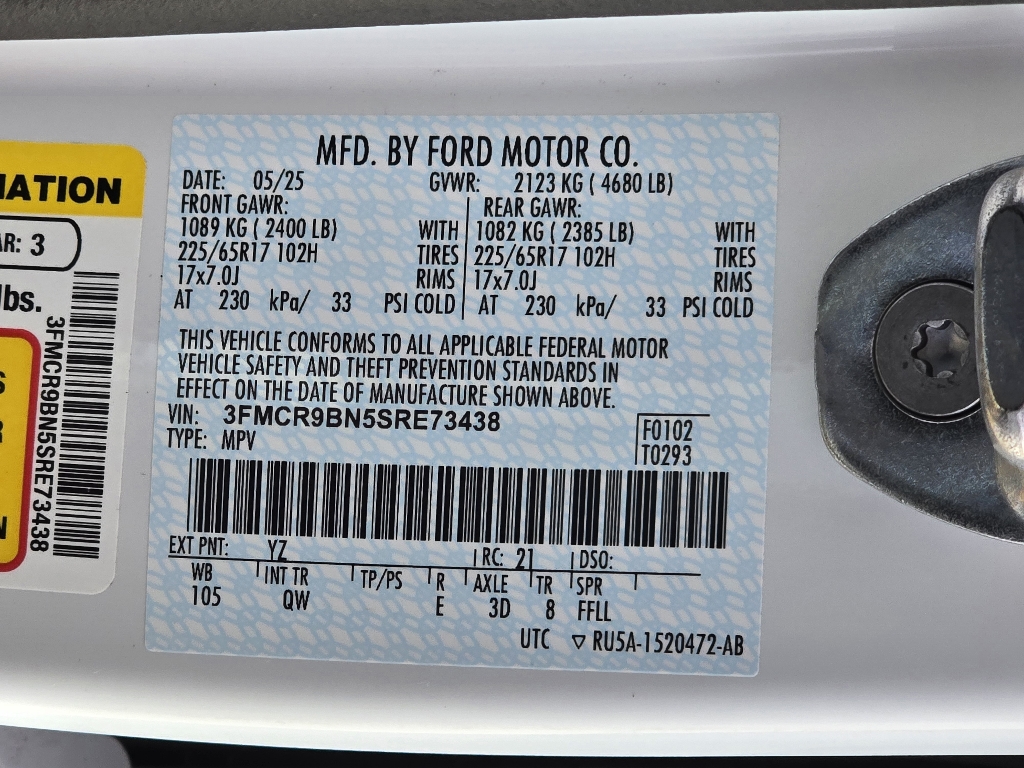 MFD. BY FORD MOTOR CO.
DATE: 05/25 GVWR: 2123 KG ( 4680 LB)
FRONT GAWR: REAR GAWR:
1089 KG ( 2400 LB) WITH 1082 KG ( 2385 LB) WITH
225/65R17 102H TIRES 225/65R17 102H TIRES
17x7.0J RIMS 17x7.0J RIMS
AT 230 kPa/ 33 PSI COLD AT 230 kPa/ 33 PSI COLD
THIS VEHICLE CONFORMS TO ALL APPLICABLE FEDERAL MOTOR
VEHICLE SAFETY AND THEFT PREVENTION STANDARDS IN
EFFECT ON THE DATE OF MANUFACTURE SHOWN ABOVE.
VIN: 3FMCR9BN5SRE73438
TYPE: MPV
F0102
T0293
EXT PNT: YZ RC: 21 DSO:
WB INT TR TP/PS R AXLE TR SPR
105 QW E 3D 8 FFLL
UTC ▽ RU5A-1520472-AB
: 3
lbs.
3FMCR9BN5SRE73438